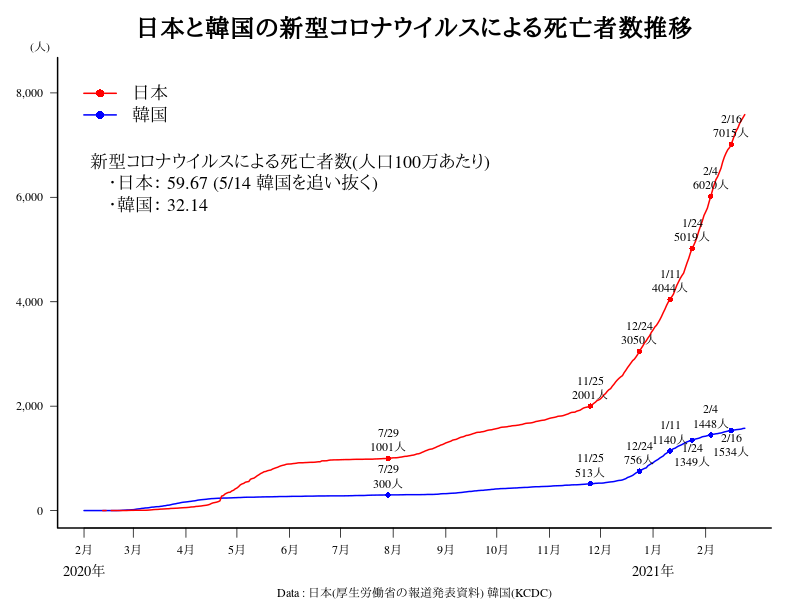 日本と韓国の新型コロナウイルスによる死亡者数推移
(人)
8,000
6,000
4,000
2,000
0
日本
韓国
新型コロナウイルスによる死亡者数(人口100万あたり)
・日本: 59.67 (5/14 韓国を追い抜く)
・韓国: 32.14
2/16
7015人
2/4
6020人
1/24
5019人
1/11
4044人
12/24
3050人
11/25
2001人
7/29
1001人
7/29
300人
11/25
513人
12/24
756人
1/11
1140人
1/24
1349人
2/4
1448人
2/16
1534人
2月 3月 4月 5月 6月 7月 8月 9月 10月 11月 12月 1月 2月
2020年 2021年
Data : 日本(厚生労働省の報道発表資料) 韓国(KCDC)